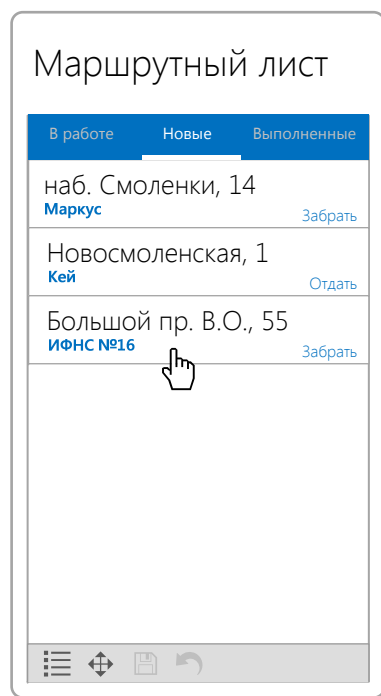 Маршрутный лист
В работе Новые Выполненные
наб. Смоленки, 14
Маркус
Забрать
Новосмоленская, 1
Кей
Отдать
Большой пр. В.О., 55
ИФНС №16
Забрать